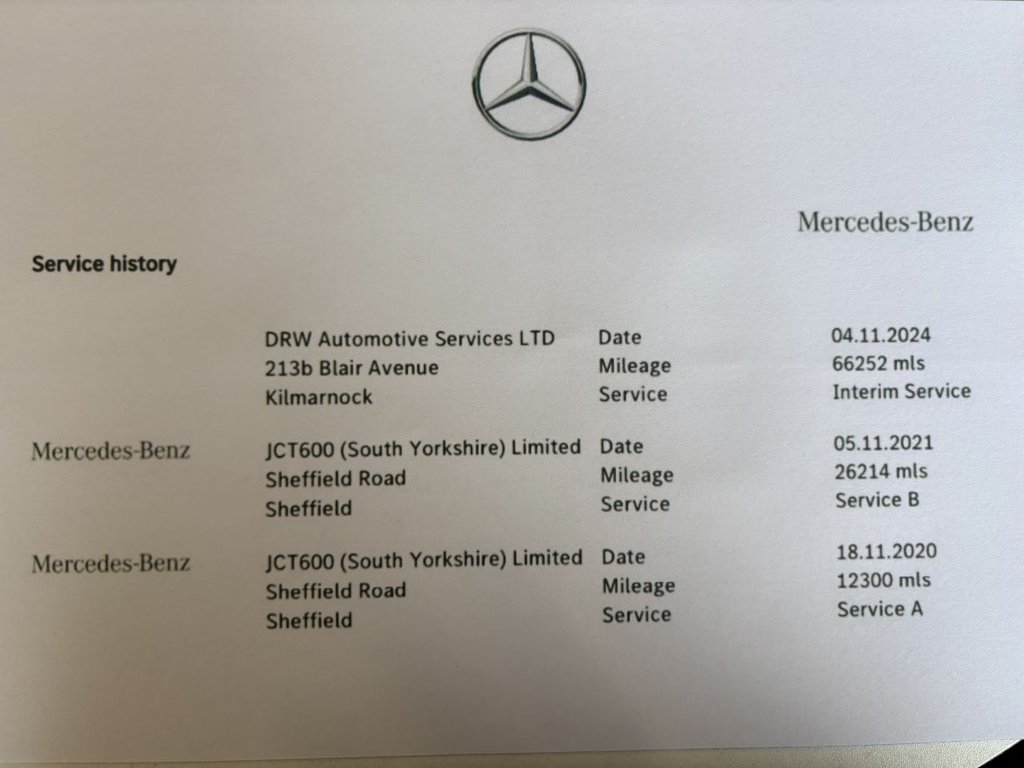 Mercedes-Benz
Service history
DRW Automotive Services LTD Date 04.11.2024
213b Blair Avenue Mileage 66252 mls
Kilmarnock Service Interim Service
Mercedes-Benz JCT600 (South Yorkshire) Limited Date 05.11.2021
Sheffield Road Mileage 26214 mls
Sheffield Service Service B
Mercedes-Benz JCT600 (South Yorkshire) Limited Date 18.11.2020
Sheffield Road Mileage 12300 mls
Sheffield Service Service A